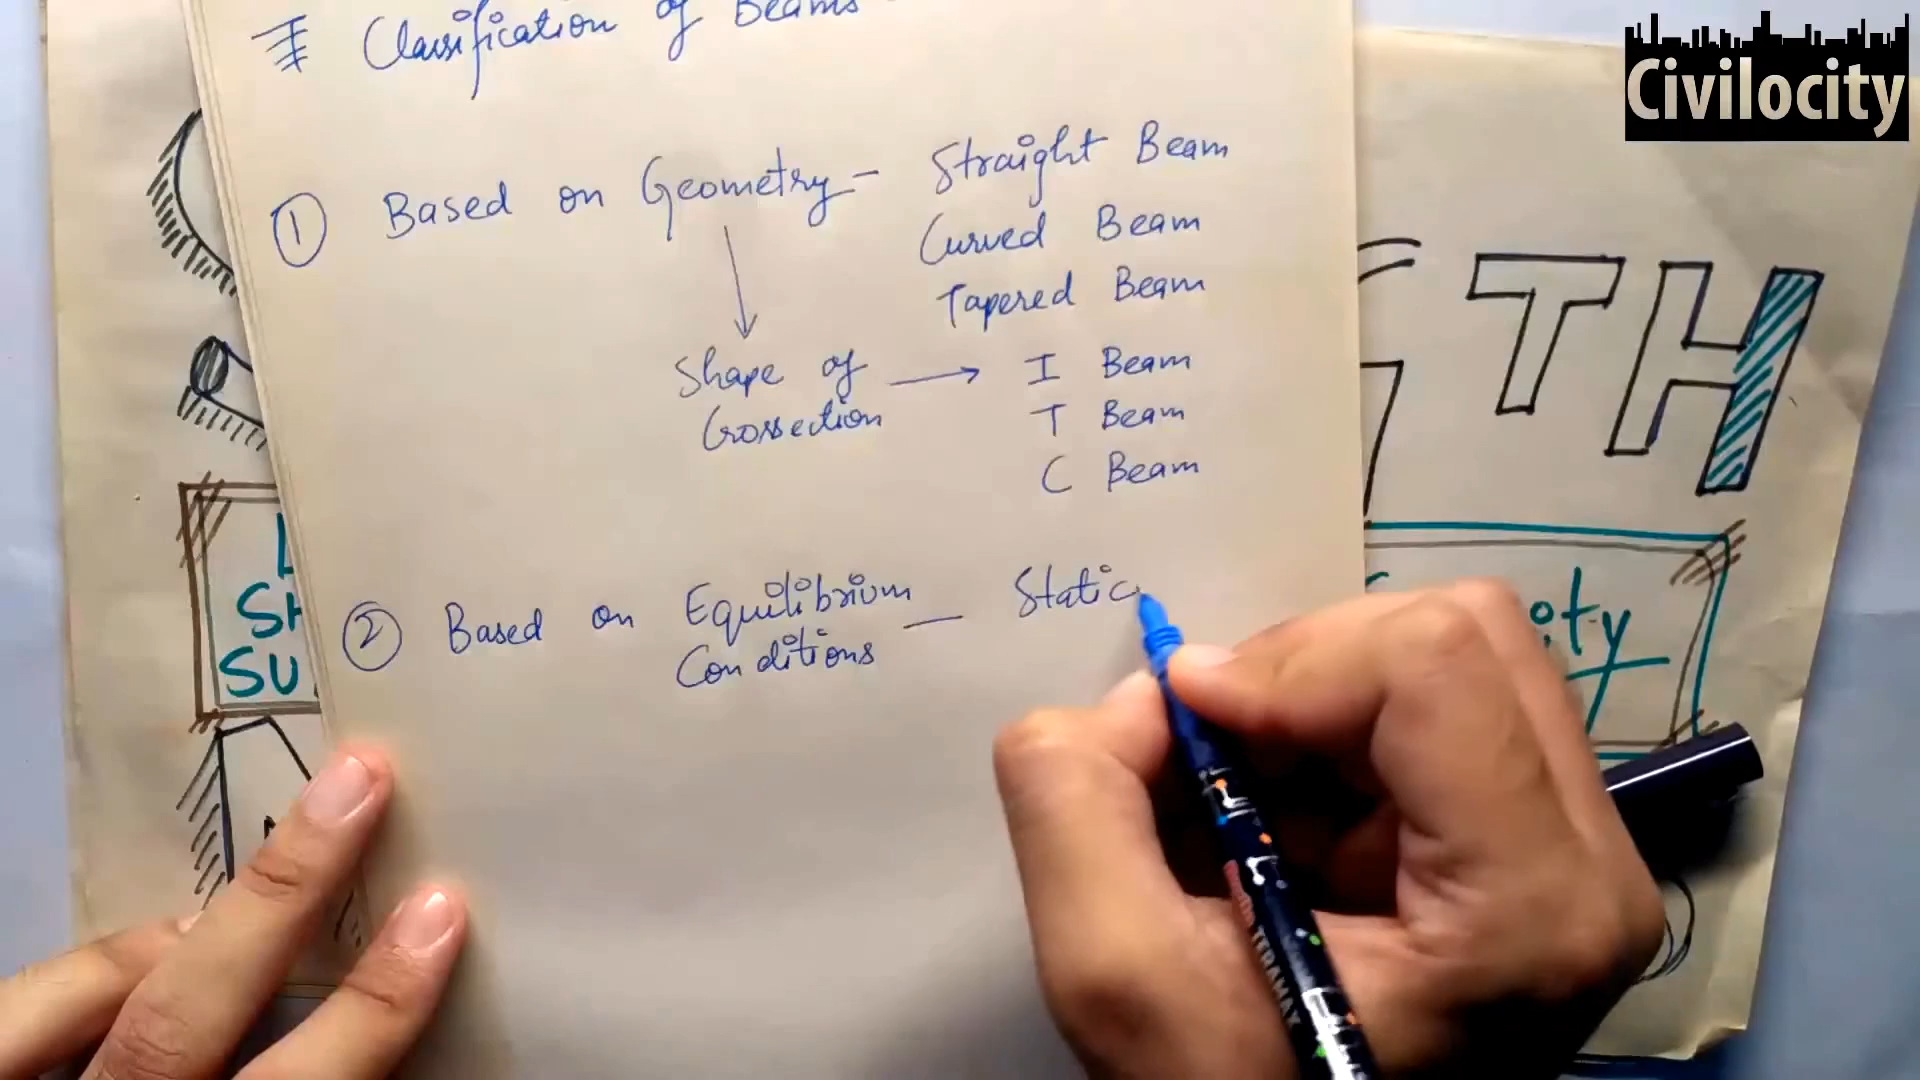 Civilocity
Classification of Beams
① Based on Geometry - Straight Beam
Curved Beam
Tapered Beam
Shape of → I Beam
Crossection T Beam
C Beam
② Based on Equilibrium — Static
Conditions
TH
SU